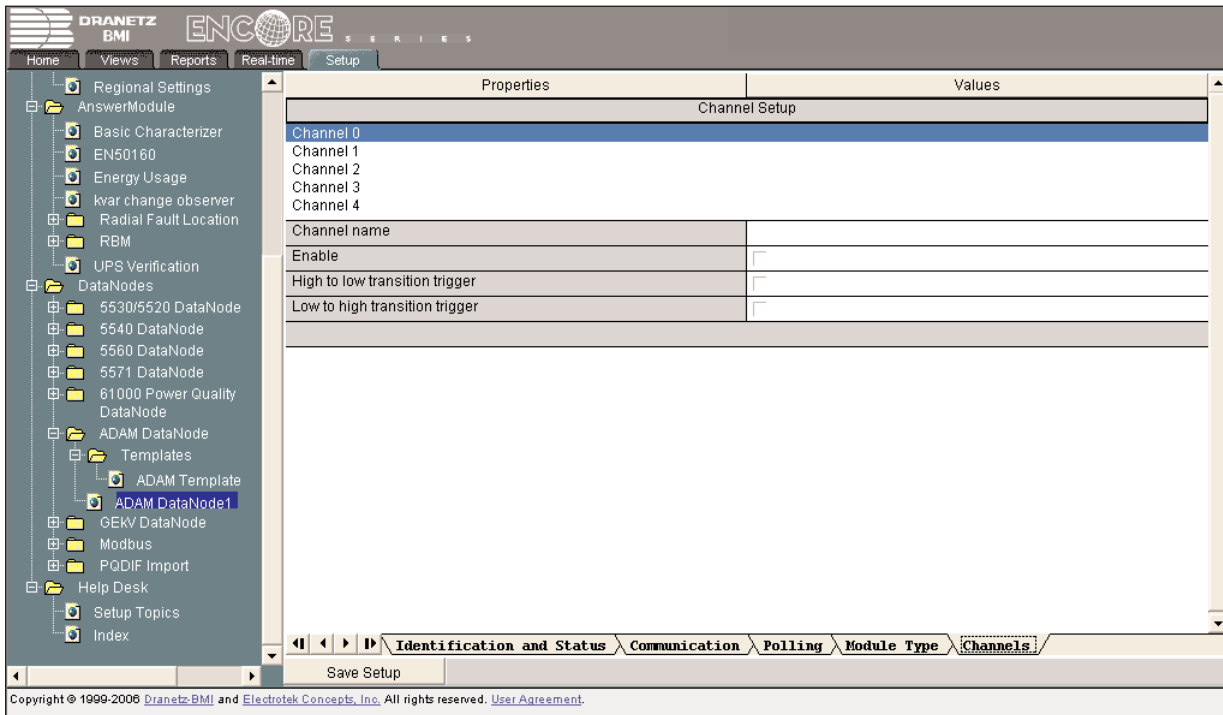 DRANETZ
BMI
ENCORE
SERIES
Home Views Reports Real-time Setup
Regional Settings
AnswerModule
Basic Characterizer
EN50160
Energy Usage
kvar change observer
Radial Fault Location
RBM
UPS Verification
DataNodes
5530/5520 DataNode
5540 DataNode
5560 DataNode
5571 DataNode
61000 Power Quality
DataNode
ADAM DataNode
Templates
ADAM Template
ADAM DataNode1
GEkV DataNode
Modbus
PQDIF Import
Help Desk
Setup Topics
Index
Properties Values
Channel Setup
Channel 0
Channel 1
Channel 2
Channel 3
Channel 4
Channel name
Enable
High to low transition trigger
Low to high transition trigger
Identification and Status Communication Polling Module Type Channels
Save Setup
Copyright © 1999-2006 Dranetz-BMI and Electrotek Concepts, Inc. All rights reserved. User Agreement.